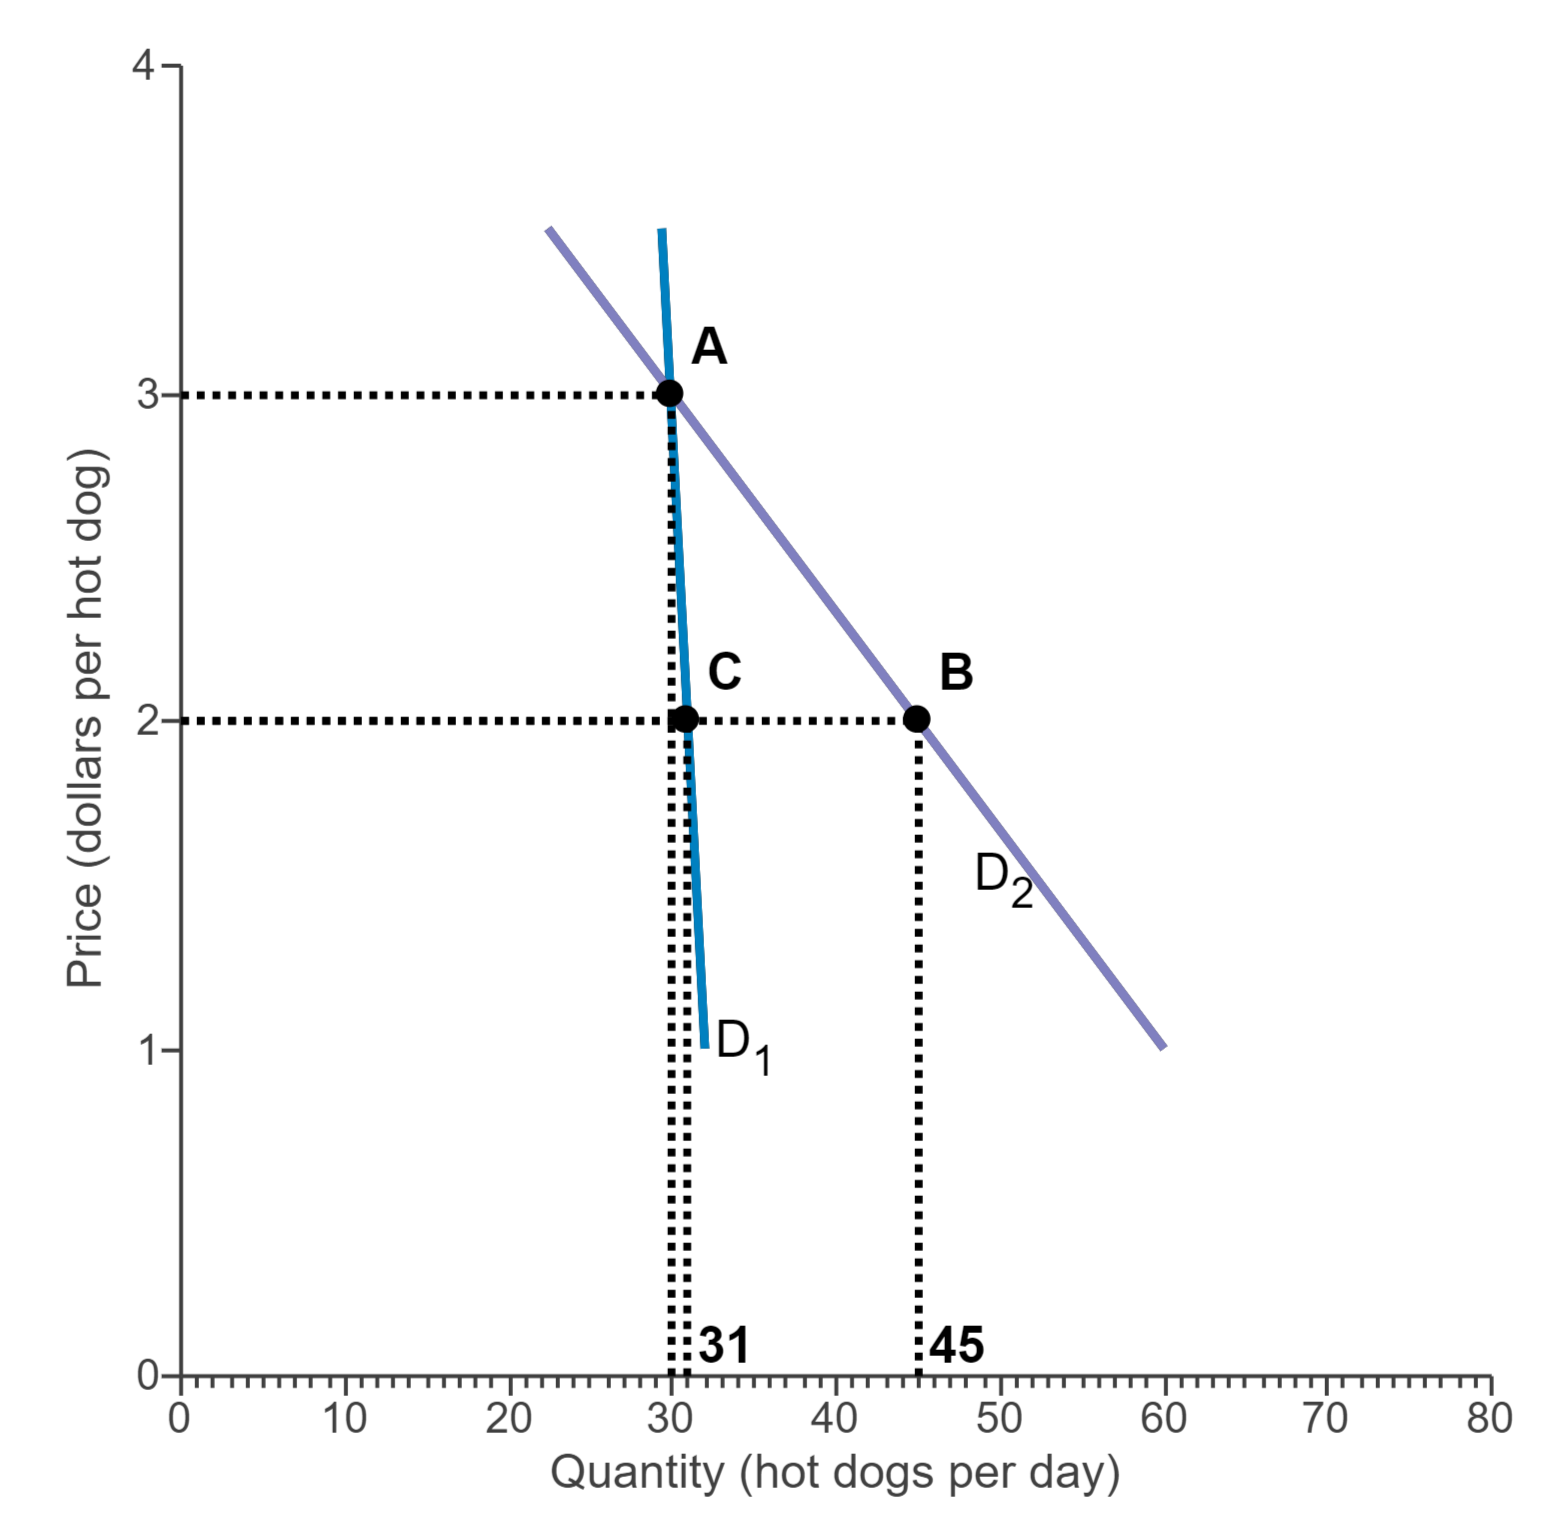 4
A
3
Price (dollars per hot dog)
C
B
2
D2
D1
1
31
45
0
0 10 20 30 40 50 60 70 80
Quantity (hot dogs per day)